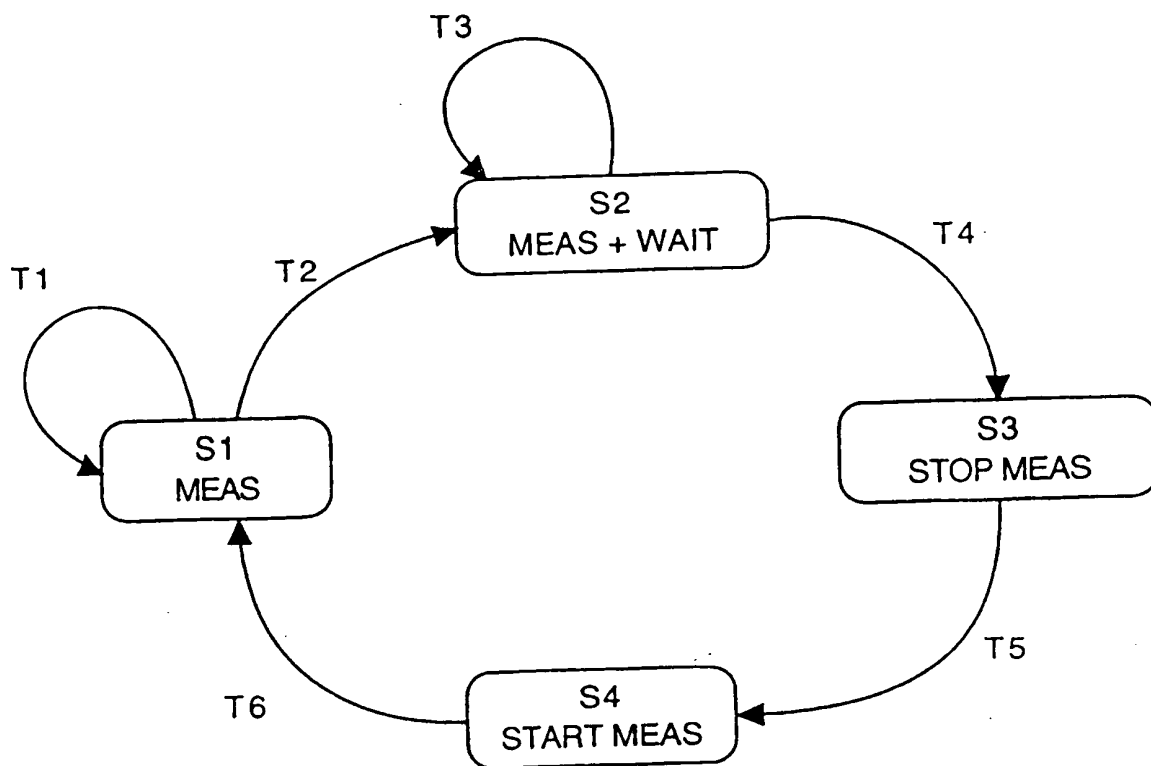 T3
S2
MEAS + WAIT
T4
T1
T2
S1
MEAS
S3
STOP MEAS
T5
S4
START MEAS
T6